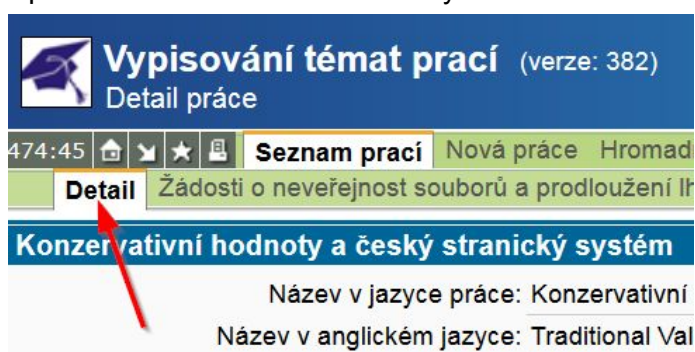 Vypisování témat prací (verze: 382)
Detail práce
474:45 Seznam prací Nová práce
Detail Žádosti o neveřejnost souborů a prodloužení
Konzervativní hodnoty a český stranický systém
Název v jazyce práce: Konzervativní
Název v anglickém jazyce: Traditional